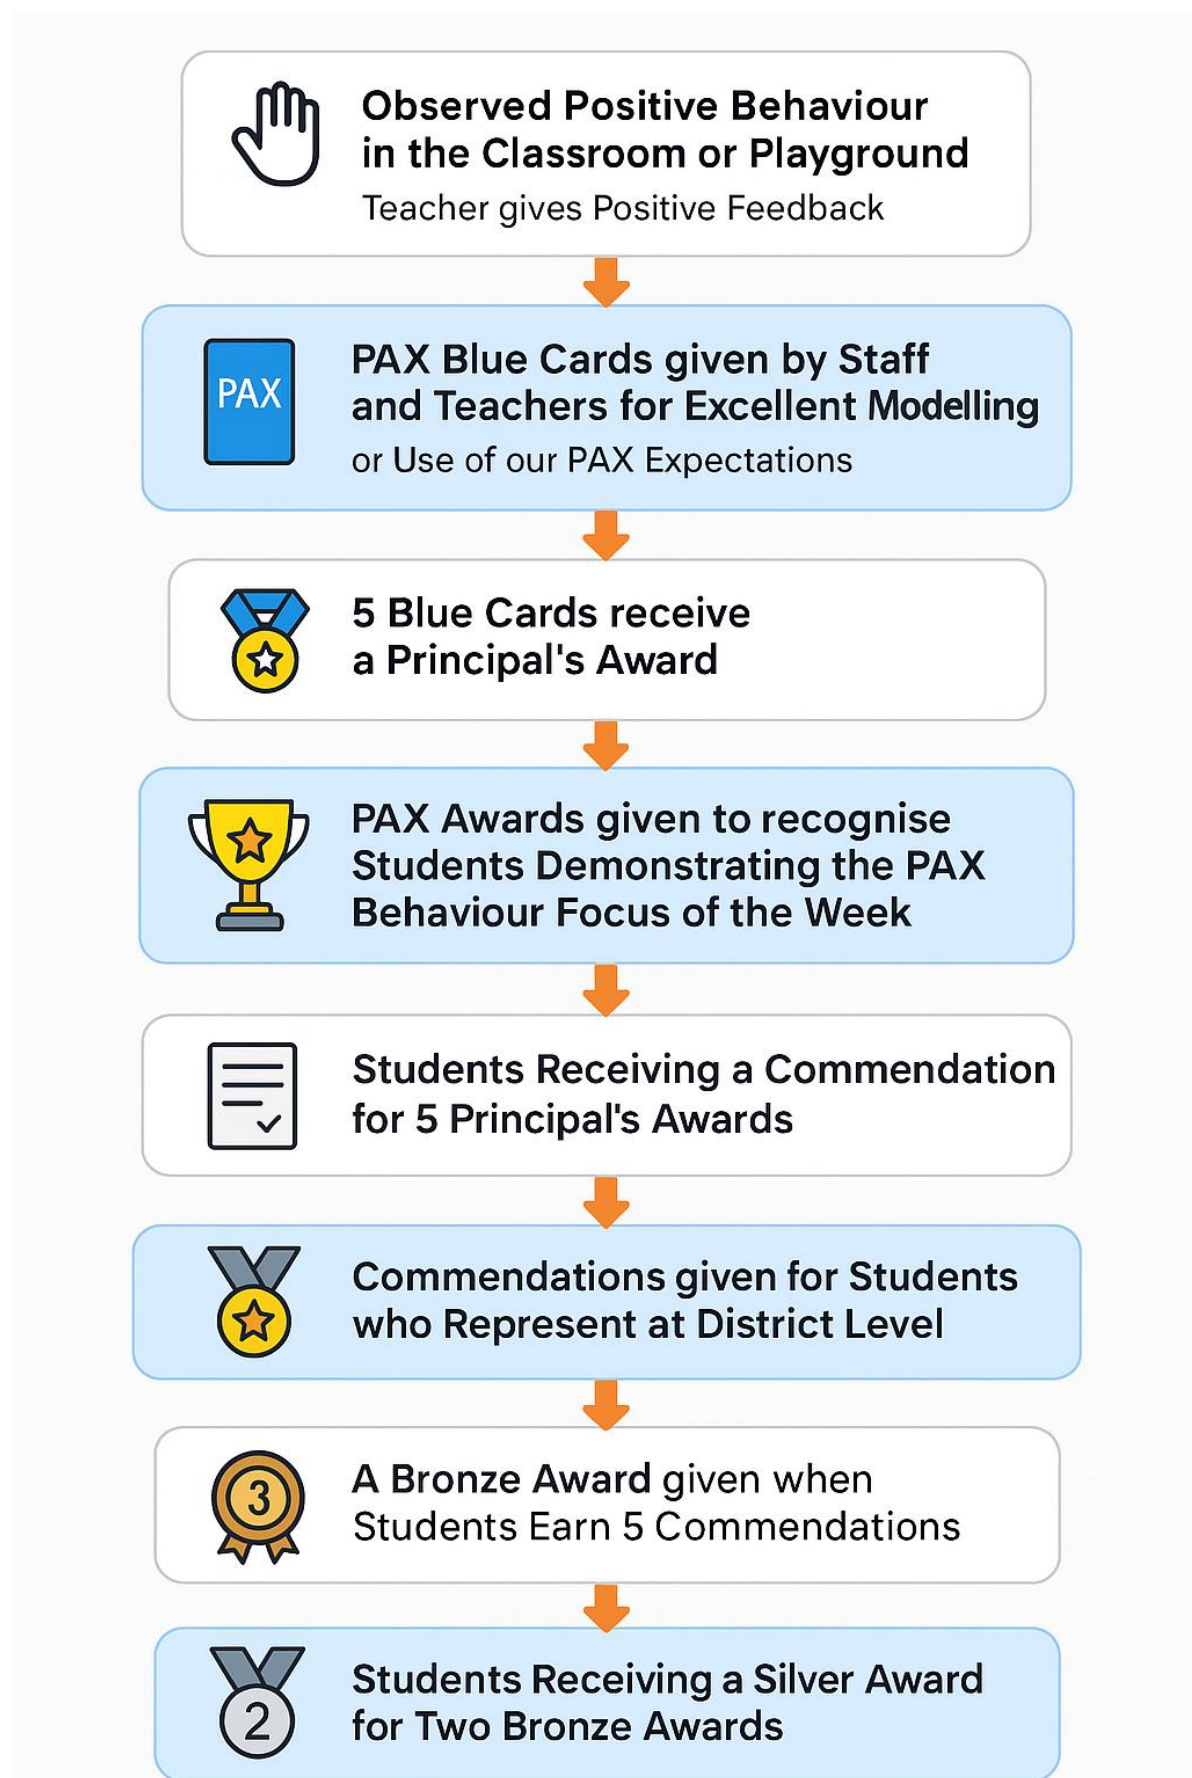 Observed Positive Behaviour
in the Classroom or Playground
Teacher gives Positive Feedback
PAX
PAX Blue Cards given by Staff
and Teachers for Excellent Modelling
or Use of our PAX Expectations
5 Blue Cards receive
a Principal's Award
PAX Awards given to recognise
Students Demonstrating the PAX
Behaviour Focus of the Week
Students Receiving a Commendation
for 5 Principal's Awards
Commendations given for Students
who Represent at District Level
3
A Bronze Award given when
Students Earn 5 Commendations
2
Students Receiving a Silver Award
for Two Bronze Awards